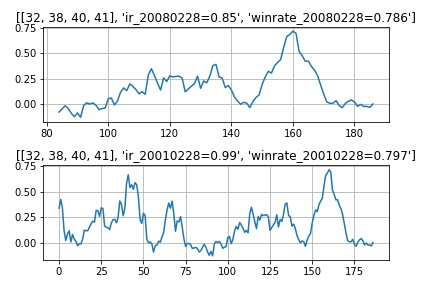 [[32, 38, 40, 41], 'ir_20080228=0.85', 'winrate_20080228=0.786']
0.75
0.50
0.25
0.00
80 100 120 140 160 180
[[32, 38, 40, 41], 'ir_20010228=0.99', 'winrate_20010228=0.797']
0.75
0.50
0.25
0.00
0 25 50 75 100 125 150 175